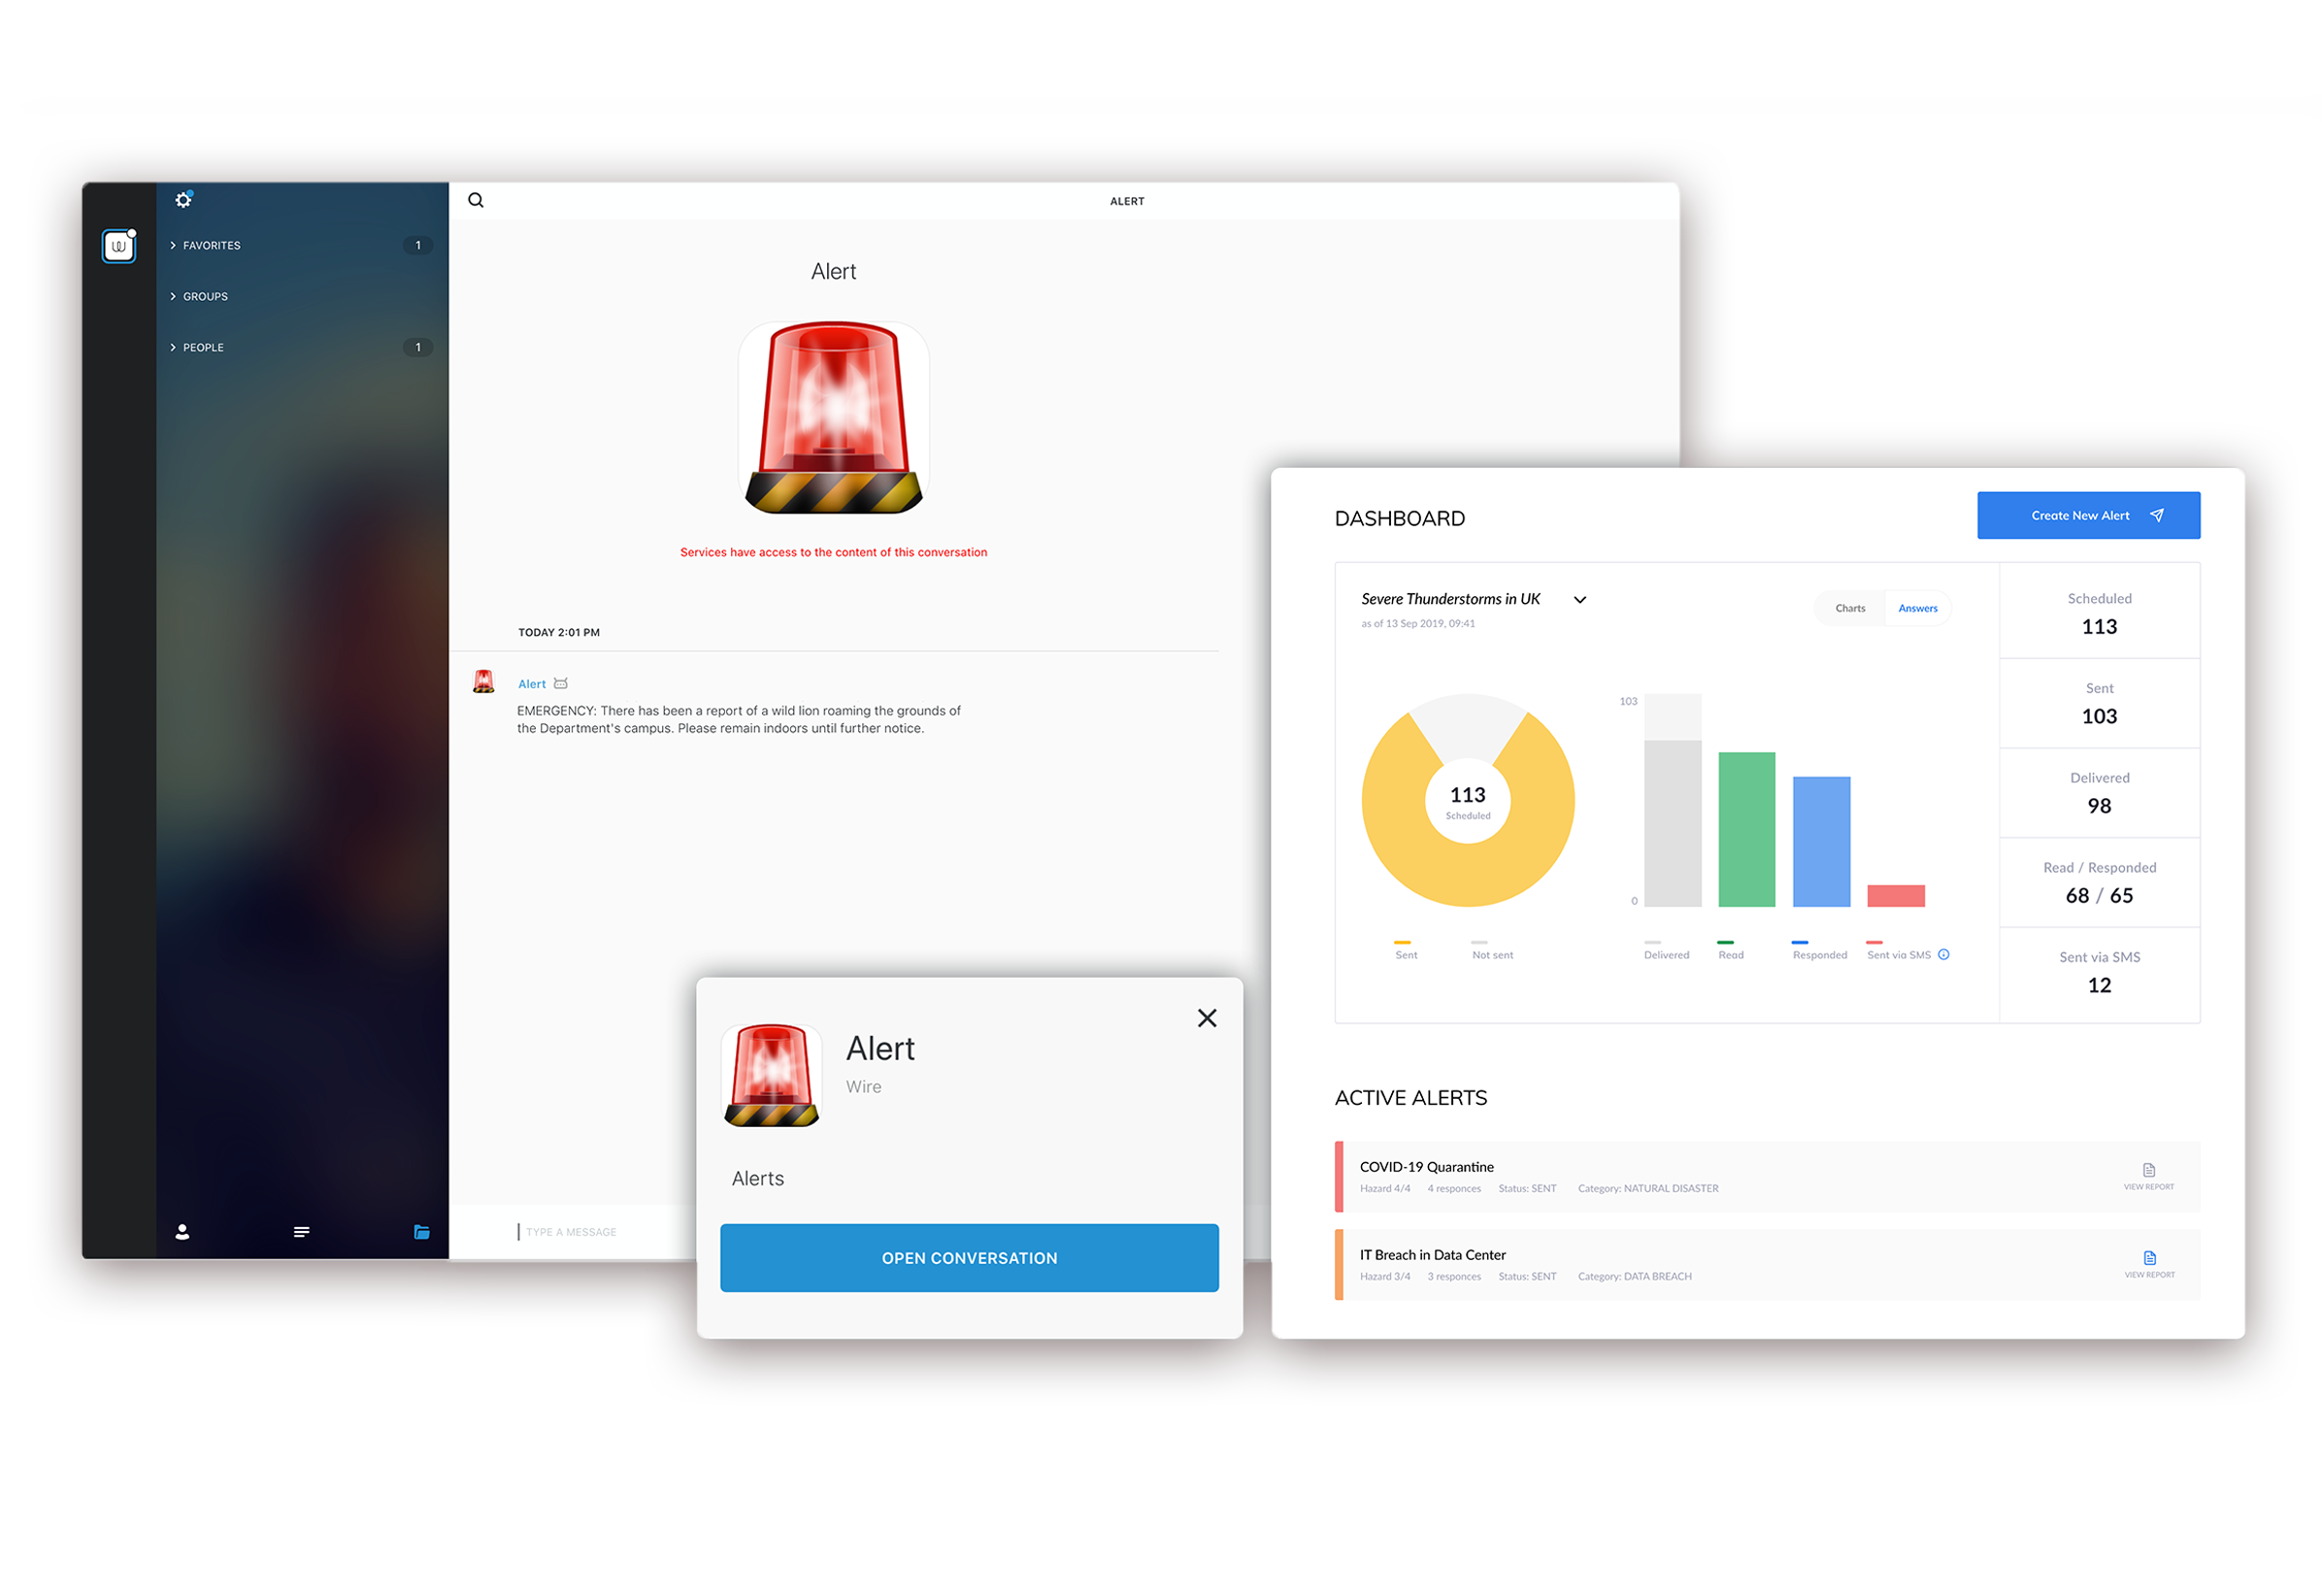 ALERT
FAVORITES 1
GROUPS
PEOPLE 1
Alert
Services have access to the content of this conversation
TODAY 2:01 PM
Alert
EMERGENCY: There has been a report of a wild lion roaming the grounds of
the Department's campus. Please remain indoors until further notice.
TYPE A MESSAGE
Alert
Wire
Alerts
OPEN CONVERSATION
DASHBOARD
Create New Alert
Severe Thunderstorms in UK
as of 13 Sep 2019, 09:41
Charts Answers
113
Scheduled
Sent Not sent
103
0
Delivered Read Responded Sent via SMS
Scheduled
113
Sent
103
Delivered
98
Read / Responded
68 / 65
Sent via SMS
12
ACTIVE ALERTS
COVID-19 Quarantine
Hazard 4/4 4 responces Status: SENT Category: NATURAL DISASTER
VIEW REPORT
IT Breach in Data Center
Hazard 3/4 3 responces Status: SENT Category: DATA BREACH
VIEW REPORT